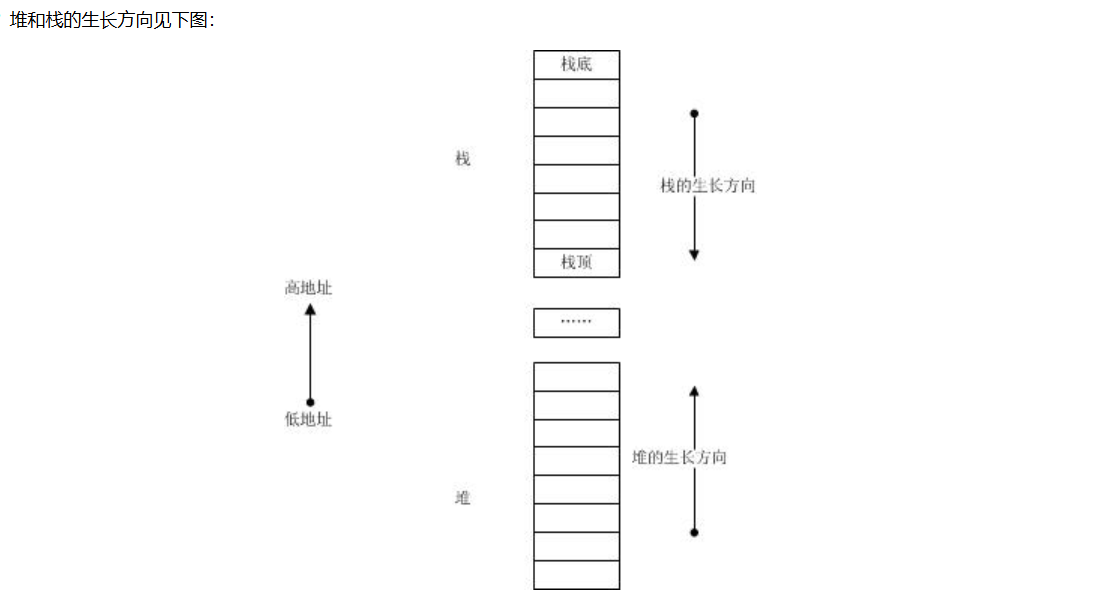 堆和栈的生长方向见下图：
栈底
栈
栈的生长方向
栈顶
高地址
……
低地址
堆的生长方向
堆